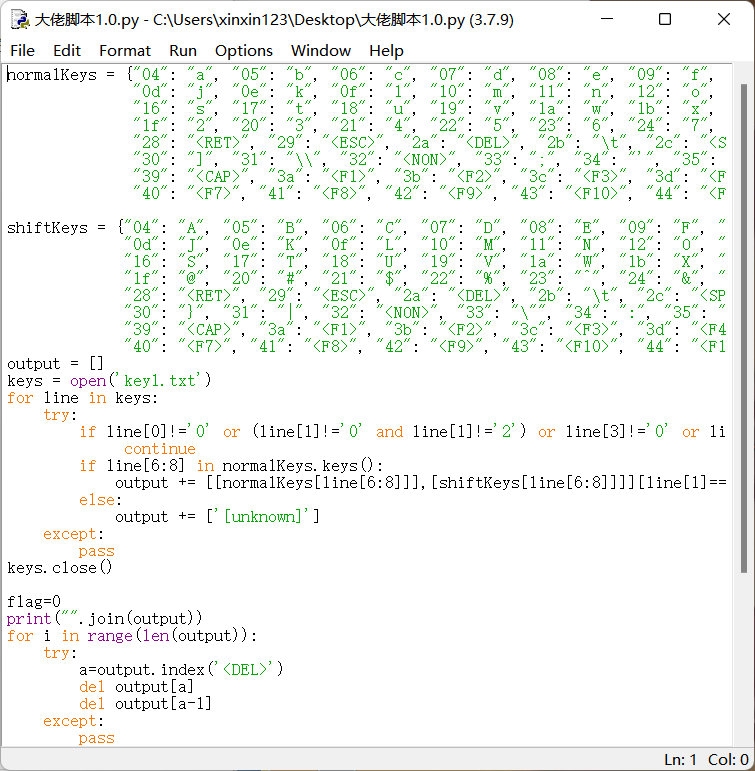 大佬脚本1.0.py - C:\Users\xinxin123\Desktop\大佬脚本1.0.py (3.7.9)
File Edit Format Run Options Window Help
normalKeys = {"04": "a", "05": "b", "06": "c", "07": "d", "08": "e", "09": "f",
"0d": "j", "0e": "k", "0f": "l", "10": "m", "11": "n", "12": "o",
"16": "s", "17": "t", "18": "u", "19": "v", "1a": "w", "1b": "x",
"1f": "2", "20": "3", "21": "4", "22": "5", "23": "6", "24": "7",
"28": "<RET>", "29": "<ESC>", "2a": "<DEL>", "2b": "\t", "2c": "<S
"30": "]", "31": "\\", "32": "<NON>", "33": ";", "34": "'", "35":
"39": "<CAP>", "3a": "<F1>", "3b": "<F2>", "3c": "<F3>", "3d": "<F
"40": "<F7>", "41": "<F8>", "42": "<F9>", "43": "<F10>", "44": "<F
shiftKeys = {"04": "A", "05": "B", "06": "C", "07": "D", "08": "E", "09": "F", "
"0d": "J", "0e": "K", "0f": "L", "10": "M", "11": "N", "12": "O", "
"16": "S", "17": "T", "18": "U", "19": "V", "1a": "W", "1b": "X", "
"1f": "@", "20": "#", "21": "$", "22": "%", "23": "^", "24": "&", "
"28": "<RET>", "29": "<ESC>", "2a": "<DEL>", "2b": "\t", "2c": "<SP
"30": "}", "31": "|", "32": "<NON>", "33": "\"", "34": ":", "35": "
"39": "<CAP>", "3a": "<F1>", "3b": "<F2>", "3c": "<F3>", "3d": "<F4
"40": "<F7>", "41": "<F8>", "42": "<F9>", "43": "<F10>", "44": "<F1
output = []
keys = open('key1.txt')
for line in keys:
try:
if line[0]!='0' or (line[1]!='0' and line[1]!='2') or line[3]!='0' or li
continue
if line[6:8] in normalKeys.keys():
output += [[normalKeys[line[6:8]]],[shiftKeys[line[6:8]]]][line[1]==
else:
output += ['[unknown]']
except:
pass
keys.close()
flag=0
print("".join(output))
for i in range(len(output)):
try:
a=output.index('<DEL>')
del output[a]
del output[a-1]
except:
pass
Ln: 1 Col: 0